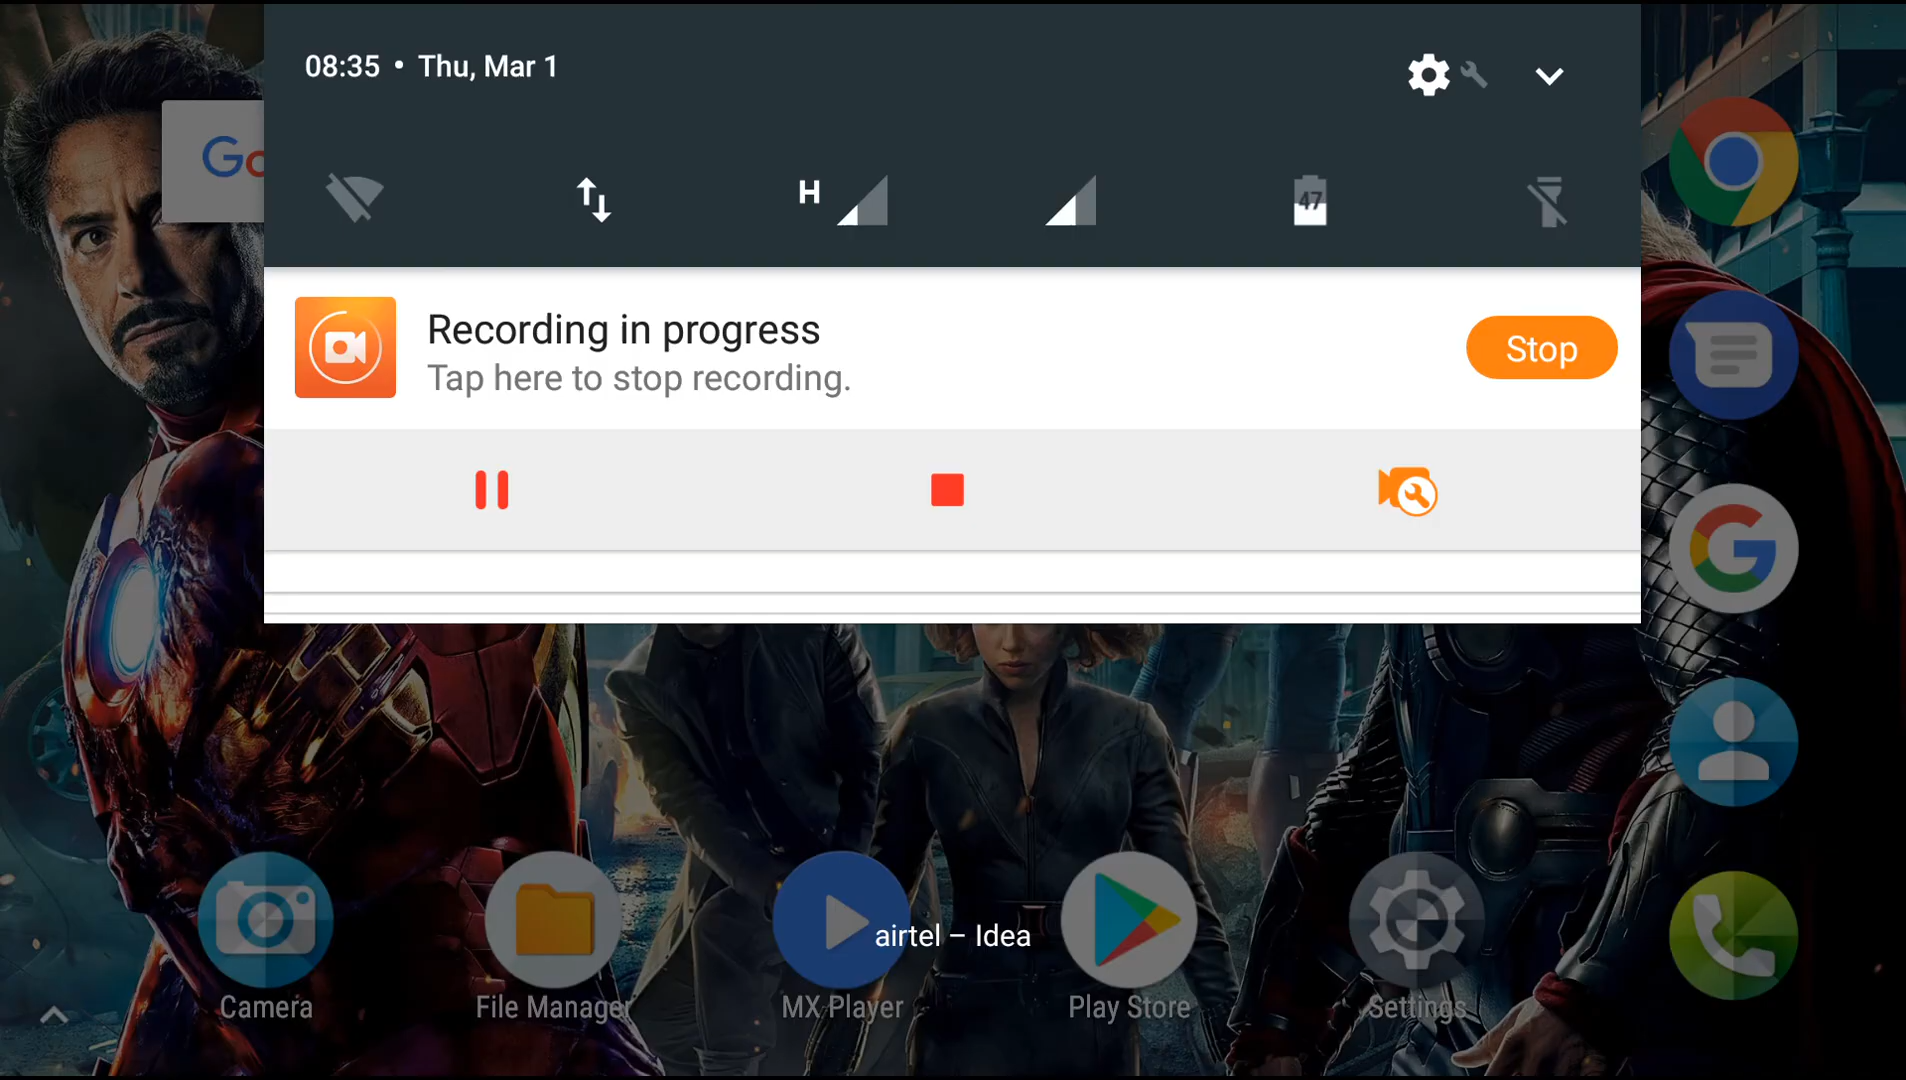 08:35 • Thu, Mar 1
Go
H
47
Recording in progress
Tap here to stop recording.
Stop
airtel – Idea
Camera
File Manager
MX Player
Play Store
Settings